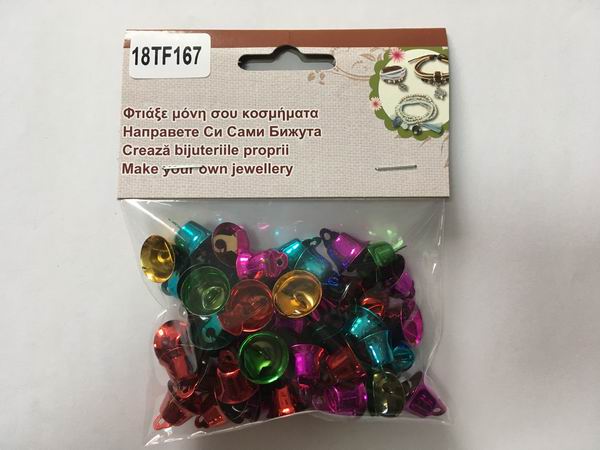 18TF167
Φτιάξε μόνη σου κοσμήματα
Направете Си Сами Бижута
Crează bijuteriile proprii
Make your own jewellery